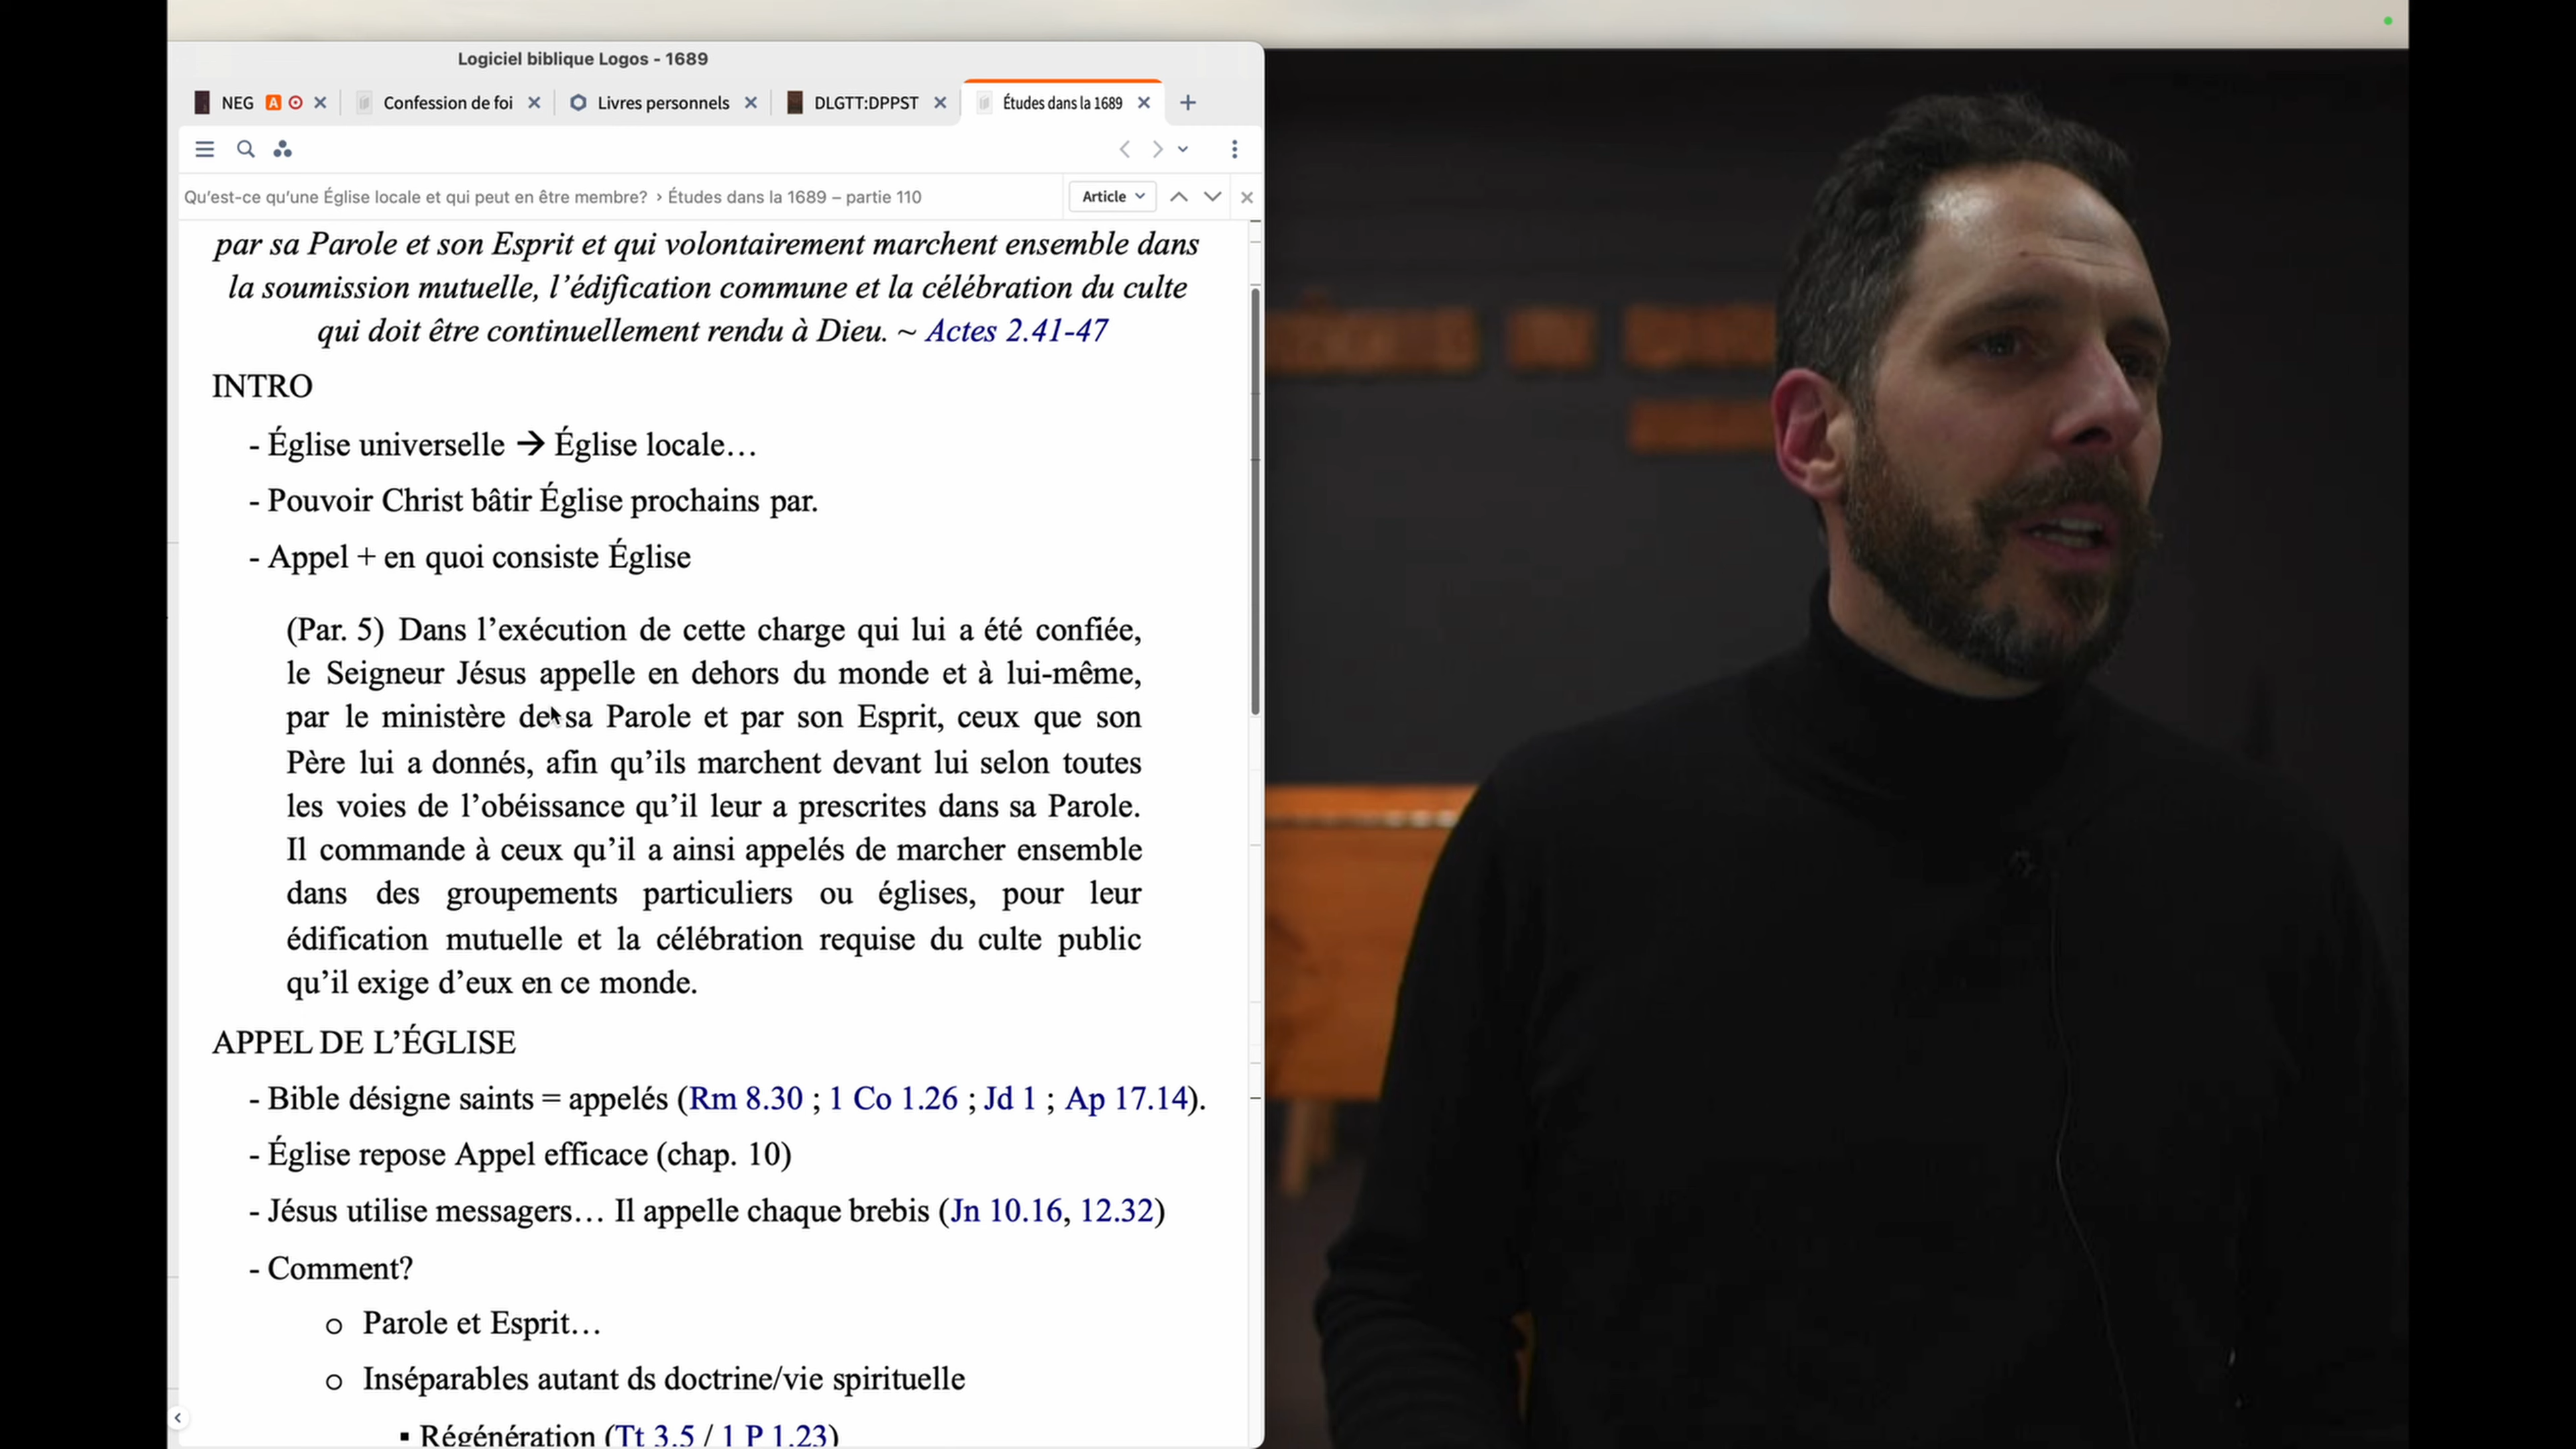 Logiciel biblique Logos - 1689
NEG A Confession de foi Livres personnels DLGTT:DPPST Études dans la 1689
Qu’est-ce qu’une Église locale et qui peut en être membre? › Études dans la 1689 – partie 110 Article
par sa Parole et son Esprit et qui volontairement marchent ensemble dans
la soumission mutuelle, l’édification commune et la célébration du culte
qui doit être continuellement rendu à Dieu. ~ Actes 2.41-47
INTRO
- Église universelle → Église locale…
- Pouvoir Christ bâtir Église prochains par.
- Appel + en quoi consiste Église
(Par. 5) Dans l’exécution de cette charge qui lui a été confiée,
le Seigneur Jésus appelle en dehors du monde et à lui-même,
par le ministère de sa Parole et par son Esprit, ceux que son
Père lui a donnés, afin qu’ils marchent devant lui selon toutes
les voies de l’obéissance qu’il leur a prescrites dans sa Parole.
Il commande à ceux qu’il a ainsi appelés de marcher ensemble
dans des groupements particuliers ou églises, pour leur
édification mutuelle et la célébration requise du culte public
qu’il exige d’eux en ce monde.
APPEL DE L’ÉGLISE
- Bible désigne saints = appelés (Rm 8.30 ; 1 Co 1.26 ; Jd 1 ; Ap 17.14).
- Église repose Appel efficace (chap. 10)
- Jésus utilise messagers… Il appelle chaque brebis (Jn 10.16, 12.32)
- Comment?
o Parole et Esprit…
o Inséparables autant ds doctrine/vie spirituelle
▪ Régénération (Tt 3.5 / 1 P 1.23)